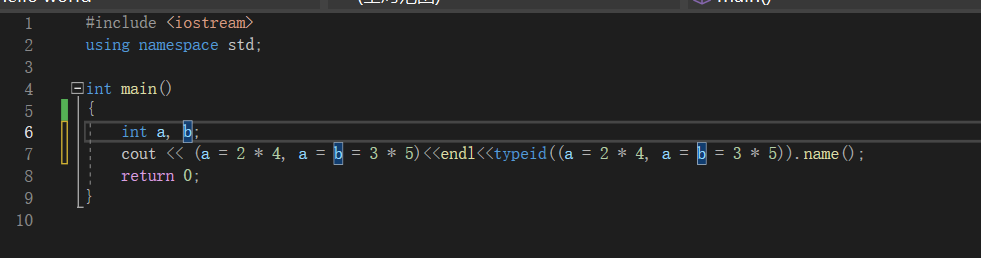 #include <iostream>
using namespace std;
int main()
{
int a, b;
cout << (a = 2 * 4, a = b = 3 * 5)<<endl<<typeid((a = 2 * 4, a = b = 3 * 5)).name();
return 0;
}
1
2
3
4
5
6
7
8
9
10